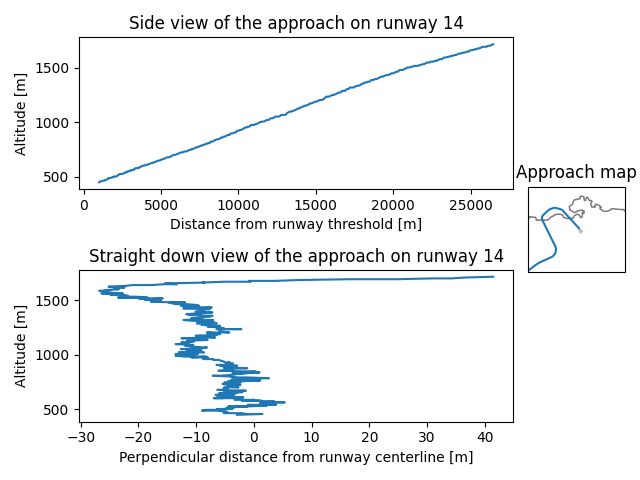 Side view of the approach on runway 14
Altitude [m]
1500
1000
500
0
5000
10000
15000
20000
25000
Distance from runway threshold [m]
Approach map
Straight down view of the approach on runway 14
Altitude [m]
1500
1000
500
−30
−20
−10
0
10
20
30
40
Perpendicular distance from runway centerline [m]